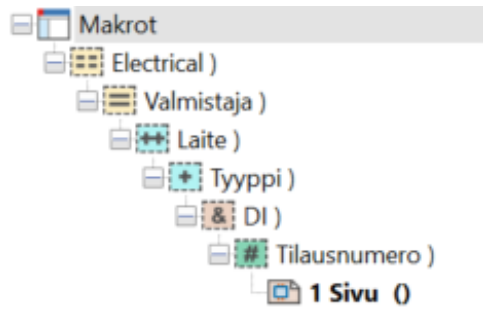 Makrot
== Electrical )
= Valmistaja )
++ Laite )
+ Tyyppi )
& DI )
# Tilausnumero )
1 Sivu ()